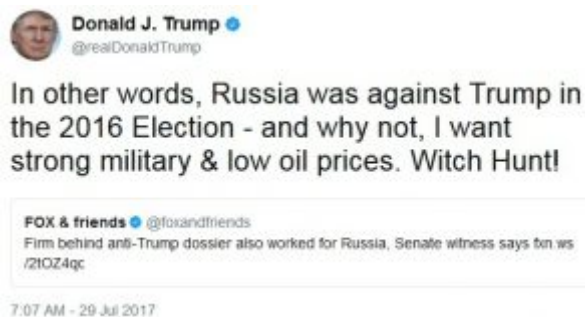 Donald J. Trump
@realDonaldTrump
In other words, Russia was against Trump in
the 2016 Election - and why not, I want
strong military & low oil prices. Witch Hunt!
FOX & friends @foxandfriends
Firm behind anti-Trump dossier also worked for Russia, Senate witness says fxn.ws
/2tOZ4qc
7:07 AM - 29 Jul 2017